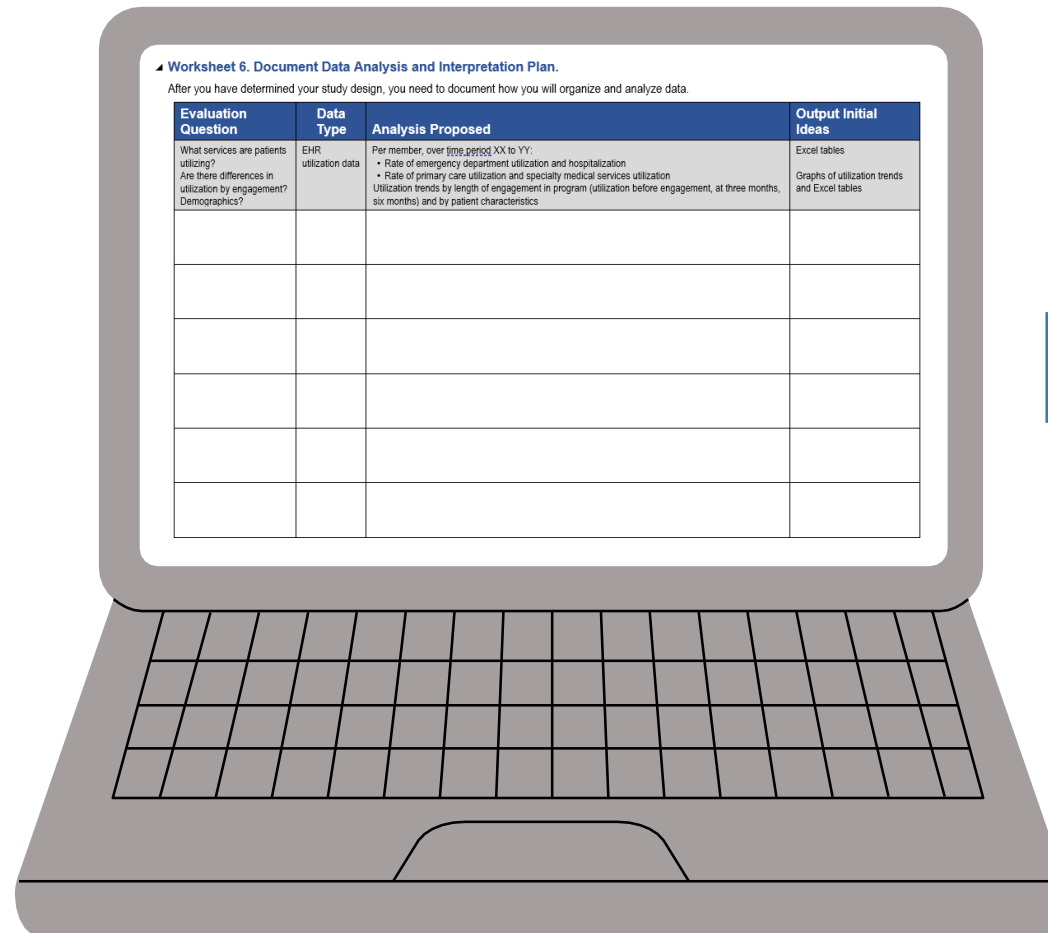 Worksheet 6. Document Data Analysis and Interpretation Plan.
After you have determined your study design, you need to document how you will organize and analyze data.
Evaluation
Question
Data
Type
Analysis Proposed
Output Initial
Ideas
What services are patients
utilizing?
Are there differences in
utilization by engagement?
Demographics?
EHR
utilization data
Per member, over time period XX to YY:
• Rate of emergency department utilization and hospitalization
• Rate of primary care utilization and specialty medical services utilization
Utilization trends by length of engagement in program (utilization before engagement, at three months,
six months) and by patient characteristics
Excel tables
Graphs of utilization trends
and Excel tables